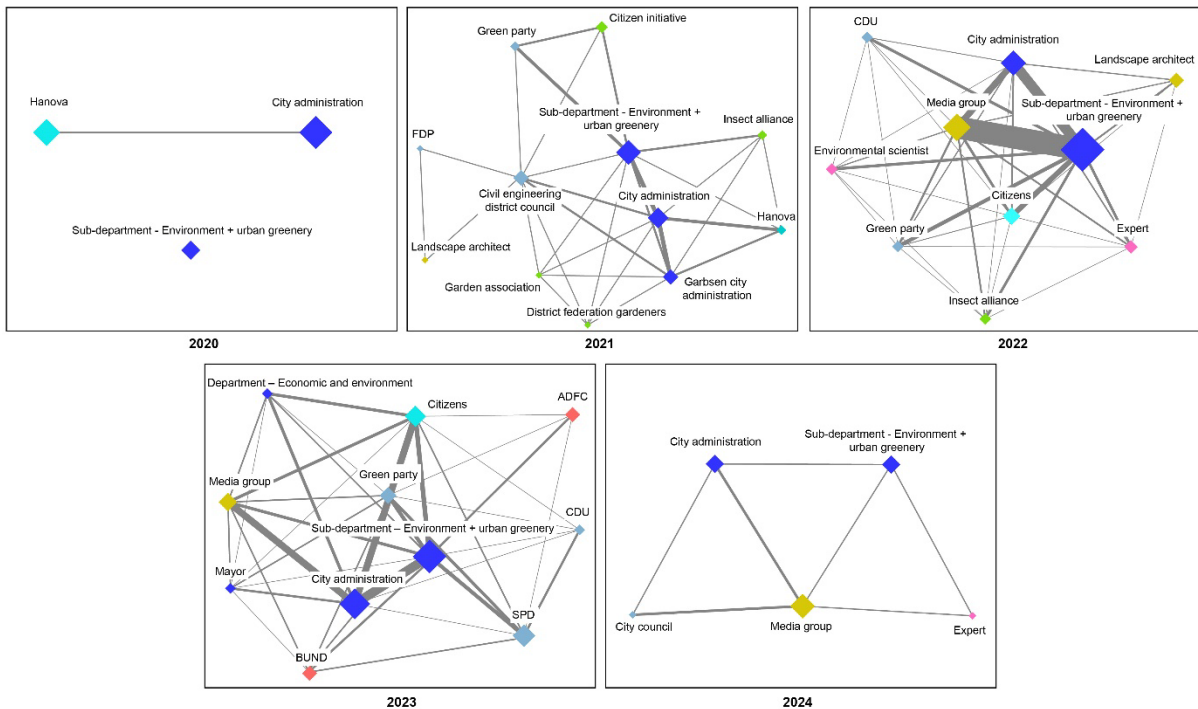 Hanova
City administration
Sub-department - Environment + urban greenery
2020
Citizen initiative
Green party
Sub-department - Environment +
urban greenery
Insect alliance
FDP
Civil engineering
district council
City administration
Hanova
Landscape architect
Garden association
Garbsen city
administration
District federation gardeners
2021
CDU
City administration
Landscape architect
Media group
Sub-department - Environment +
urban greenery
Environmental scientist
Citizens
Green party
Expert
Insect alliance
2022
Department – Economic and environment
Citizens
ADFC
Green party
Media group
CDU
Sub-department – Environment + urban greenery
Mayor
City administration
SPD
BUND
2023
City administration
Sub-department - Environment +
urban greenery
City council
Media group
Expert
2024